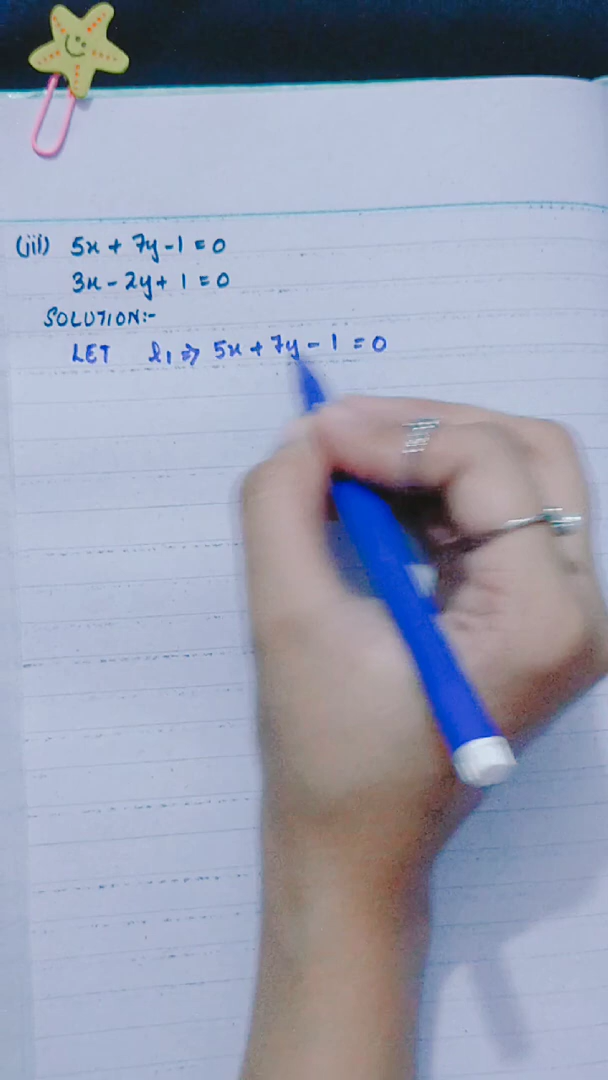 (iii) 5x + 7y - 1 = 0
3x - 2y + 1 = 0
SOLUTION:-
LET l₁ ⇒ 5x + 7y - 1 = 0